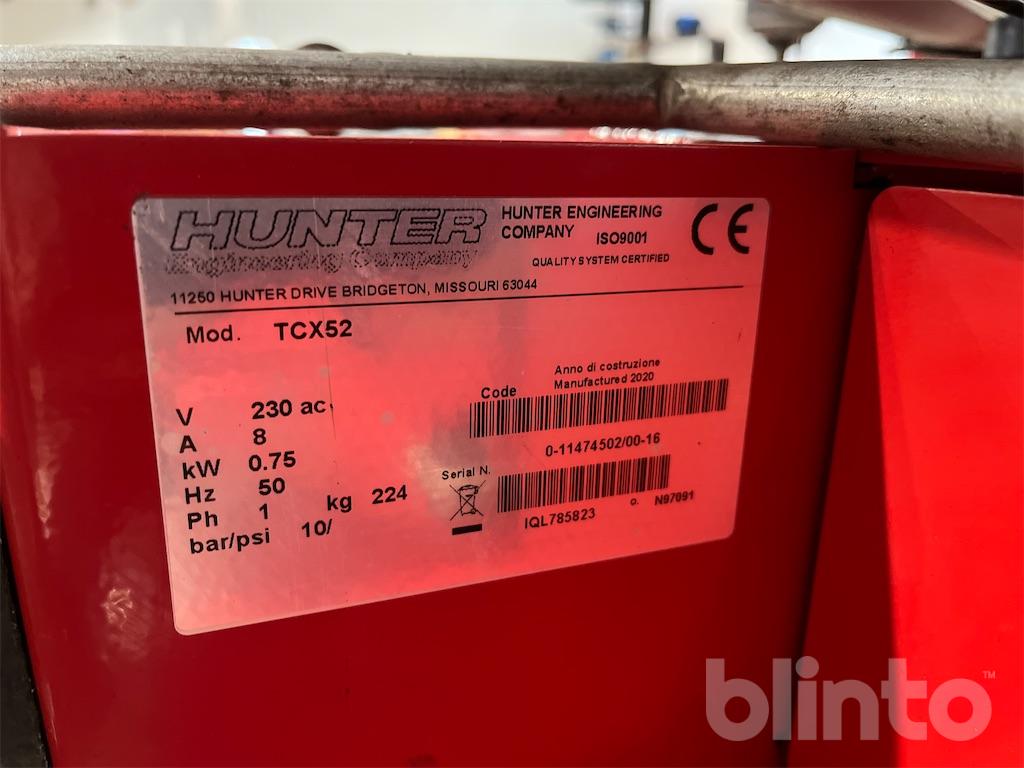 HUNTER
Engineering Company
HUNTER ENGINEERING
COMPANY ISO9001
QUALITY SYSTEM CERTIFIED
CE
11250 HUNTER DRIVE BRIDGETON, MISSOURI 63044
Mod. TCX52
Anno di costruzione
Manufactured 2020
Code
0-11474502/00-16
V 230 ac
A 8
kW 0.75
Hz 50
Ph 1 kg 224
bar/psi 10/
Serial N.
IQL785823 o. N97091
blinto™